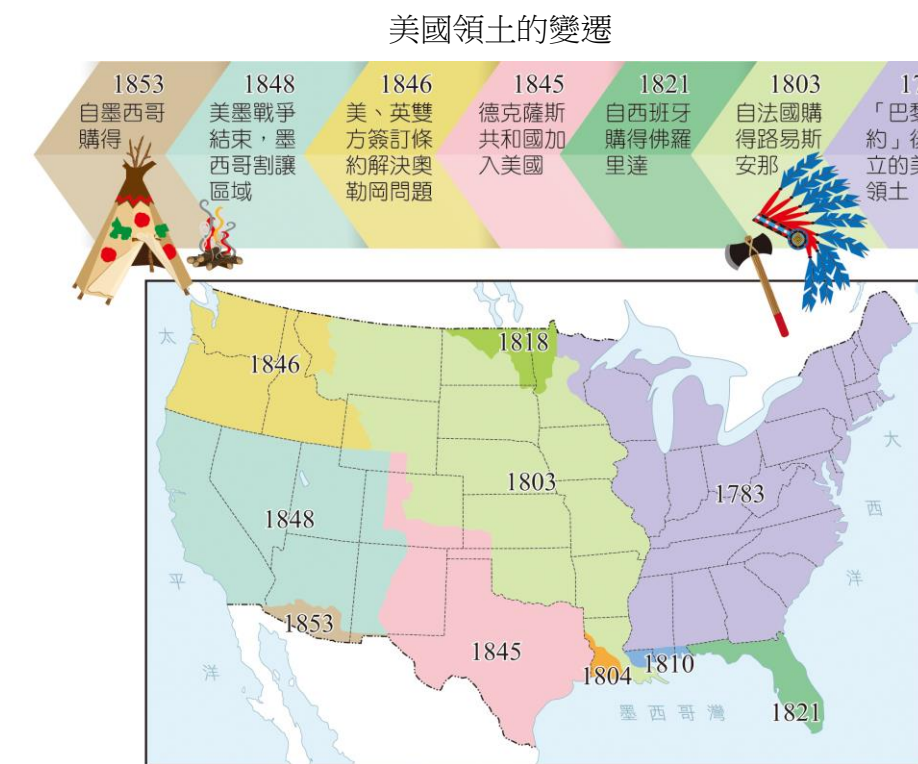 美國領土的變遷
1853
自墨西哥
購得
1848
美墨戰爭
結束，墨
西哥割讓
區域
1846
美、英雙
方簽訂條
約解決奧
勒岡問題
1845
德克薩斯
共和國加
入美國
1821
自西班牙
購得佛羅
里達
1803
自法國購
得路易斯
安那
17
「巴黎
約」後
立的美
領土
太
平
洋
1846
1818
1803
1783
1848
1853
1845
1804
1810
1821
大
西
洋
墨西哥灣